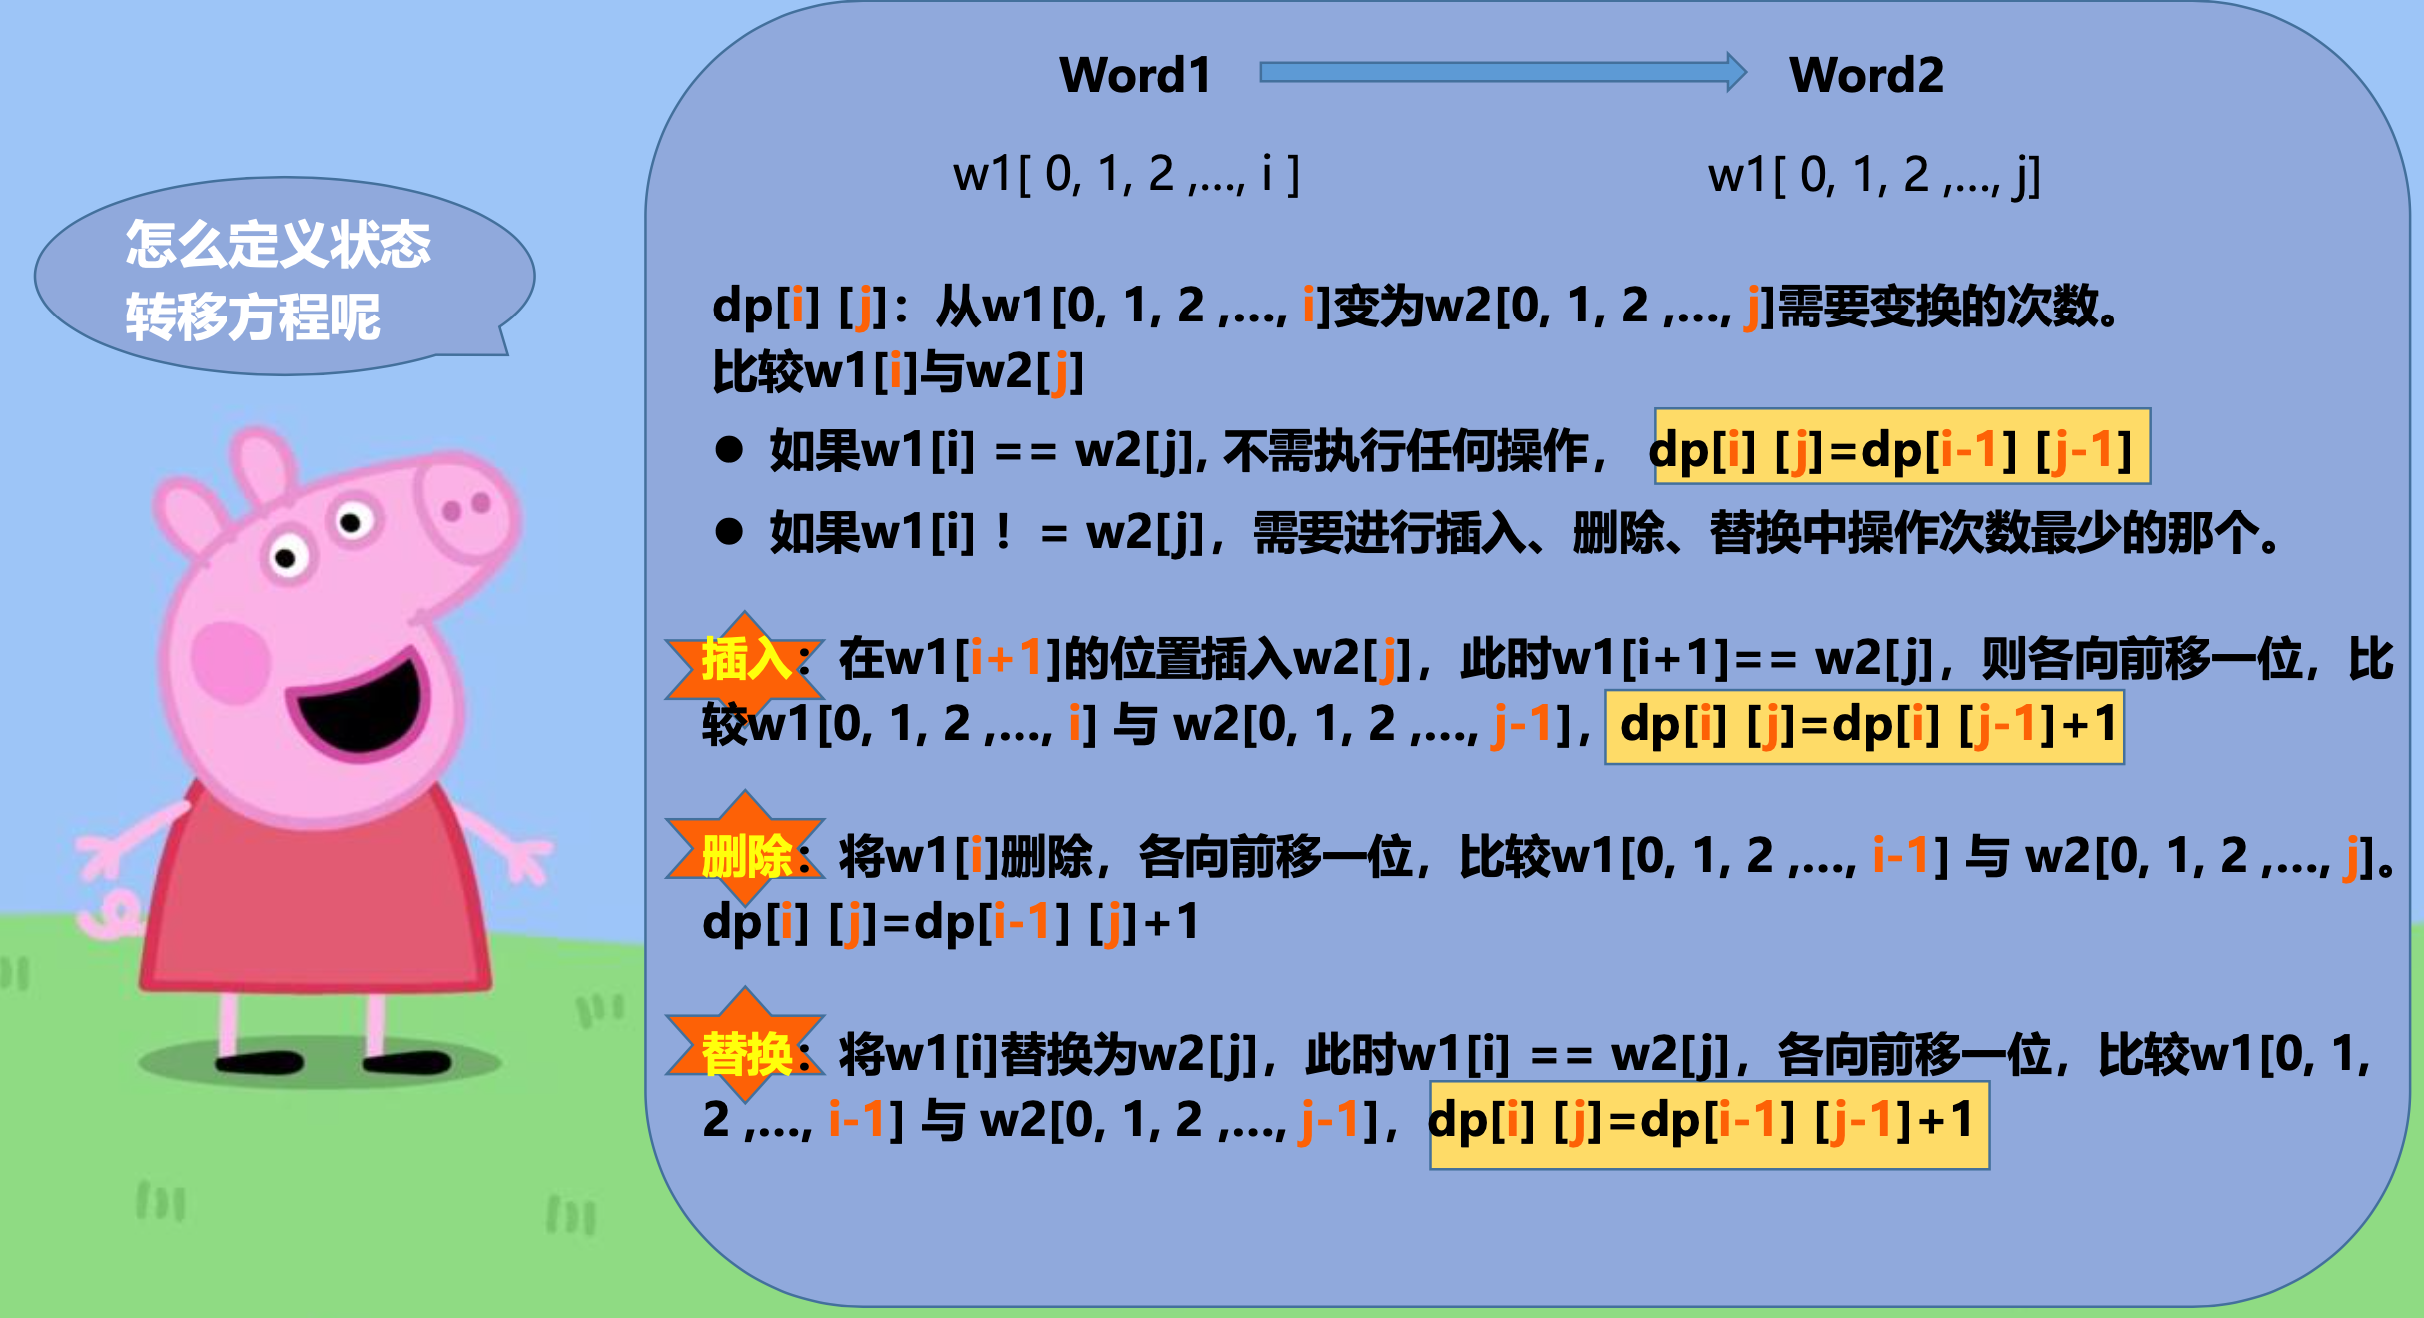 怎么定义状态
转移方程呢
Word1
Word2
w1[ 0, 1, 2 ,..., i ]
w1[ 0, 1, 2 ,..., j]
dp[i] [j]：从w1[0, 1, 2 ,..., i]变为w2[0, 1, 2 ,..., j]需要变换的次数。
比较w1[i]与w2[j]
● 如果w1[i] == w2[j], 不需执行任何操作， dp[i] [j]=dp[i-1] [j-1]
● 如果w1[i] ！= w2[j]，需要进行插入、删除、替换中操作次数最少的那个。
插入：在w1[i+1]的位置插入w2[j]，此时w1[i+1]== w2[j]，则各向前移一位，比
较w1[0, 1, 2 ,..., i] 与 w2[0, 1, 2 ,..., j-1]， dp[i] [j]=dp[i] [j-1]+1
删除：将w1[i]删除，各向前移一位，比较w1[0, 1, 2 ,..., i-1] 与 w2[0, 1, 2 ,..., j]。
dp[i] [j]=dp[i-1] [j]+1
替换：将w1[i]替换为w2[j]，此时w1[i] == w2[j]，各向前移一位，比较w1[0, 1,
2 ,..., i-1] 与 w2[0, 1, 2 ,..., j-1]，dp[i] [j]=dp[i-1] [j-1]+1